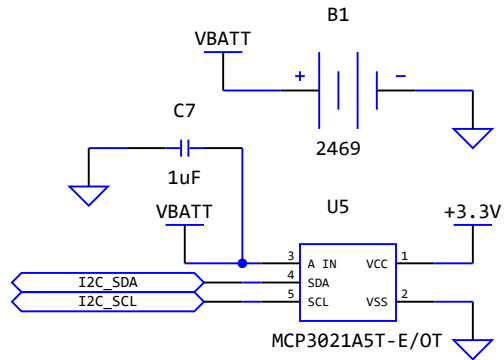 B1
VBATT
+ −
2469
C7
1uF
VBATT
U5
+3.3V
3 A IN VCC 1
I2C_SDA 4 SDA
I2C_SCL 5 SCL VSS 2
MCP3021A5T-E/OT